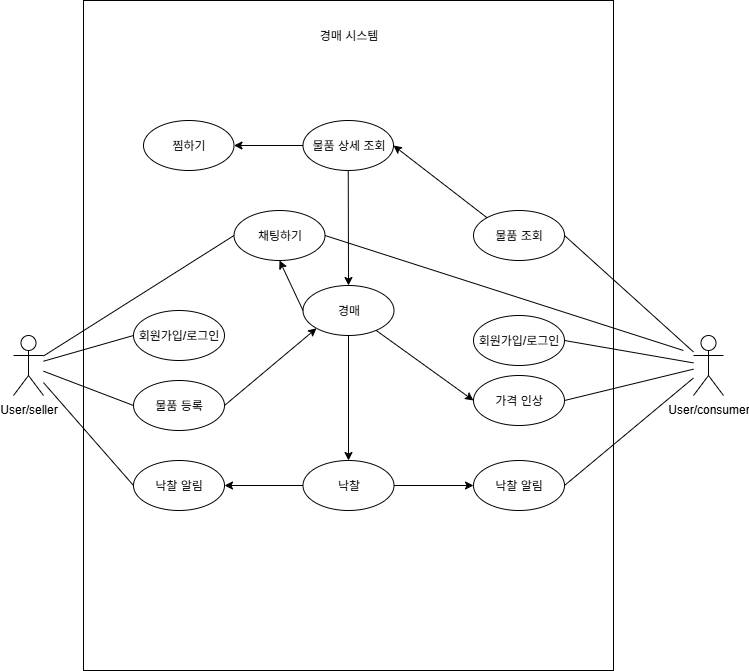 경매 시스템
찜하기
물품 상세 조회
채팅하기
물품 조회
경매
회원가입/로그인
회원가입/로그인
User/seller
물품 등록
가격 인상
User/consumer
낙찰 알림
낙찰
낙찰 알림